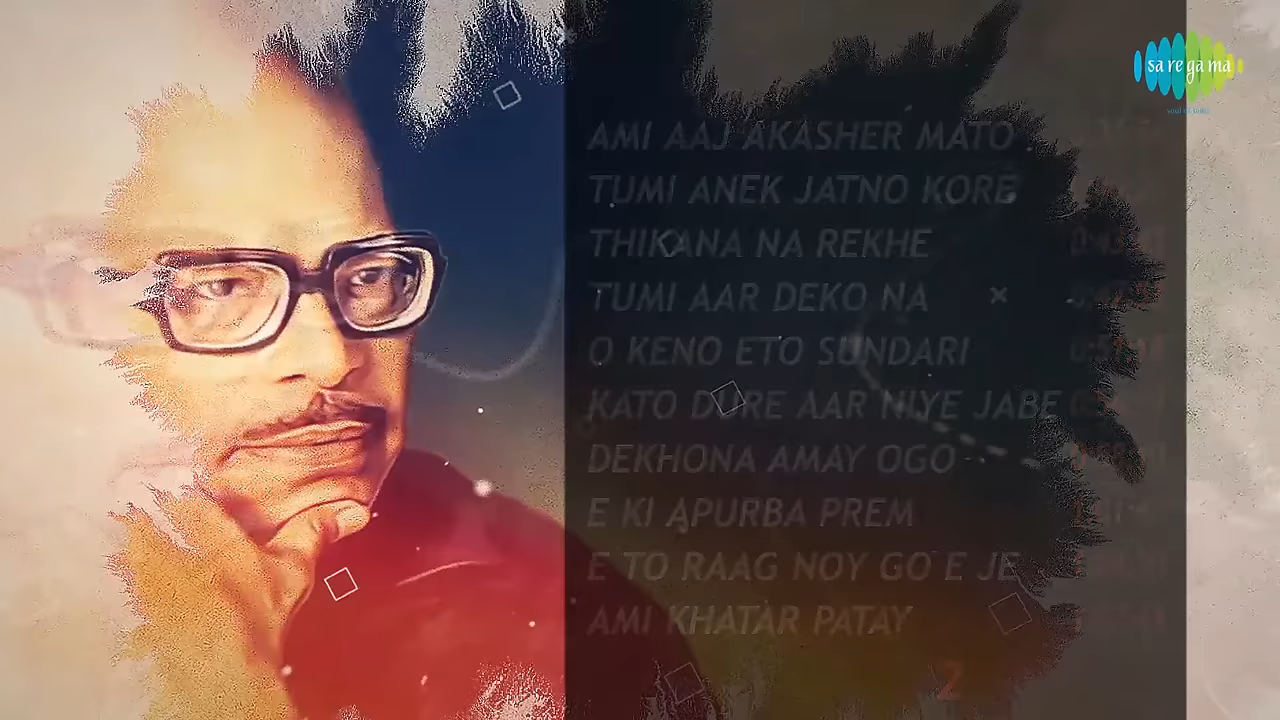 sa re ga ma
AMI AAJ AKASHER MATO
TUMI ANEK JATNO KORE
THIKANA NA REKHE
TUMI AAR DEKO NA
O KENO ETO SUNDARI
KATO DURE AAR NIYE JABE
DEKHONA AMAY OGO
E KI APURBA PREM
E TO RAAG NOY GO E JE
AMI KHATAR PATAY
2